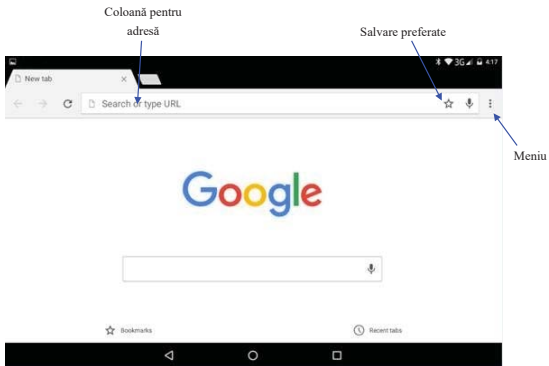 Coloană pentru
adresă
Salvare preferate
3G 4:17
New tab
Search or type URL
Meniu
Google
Bookmarks
Recent tabs